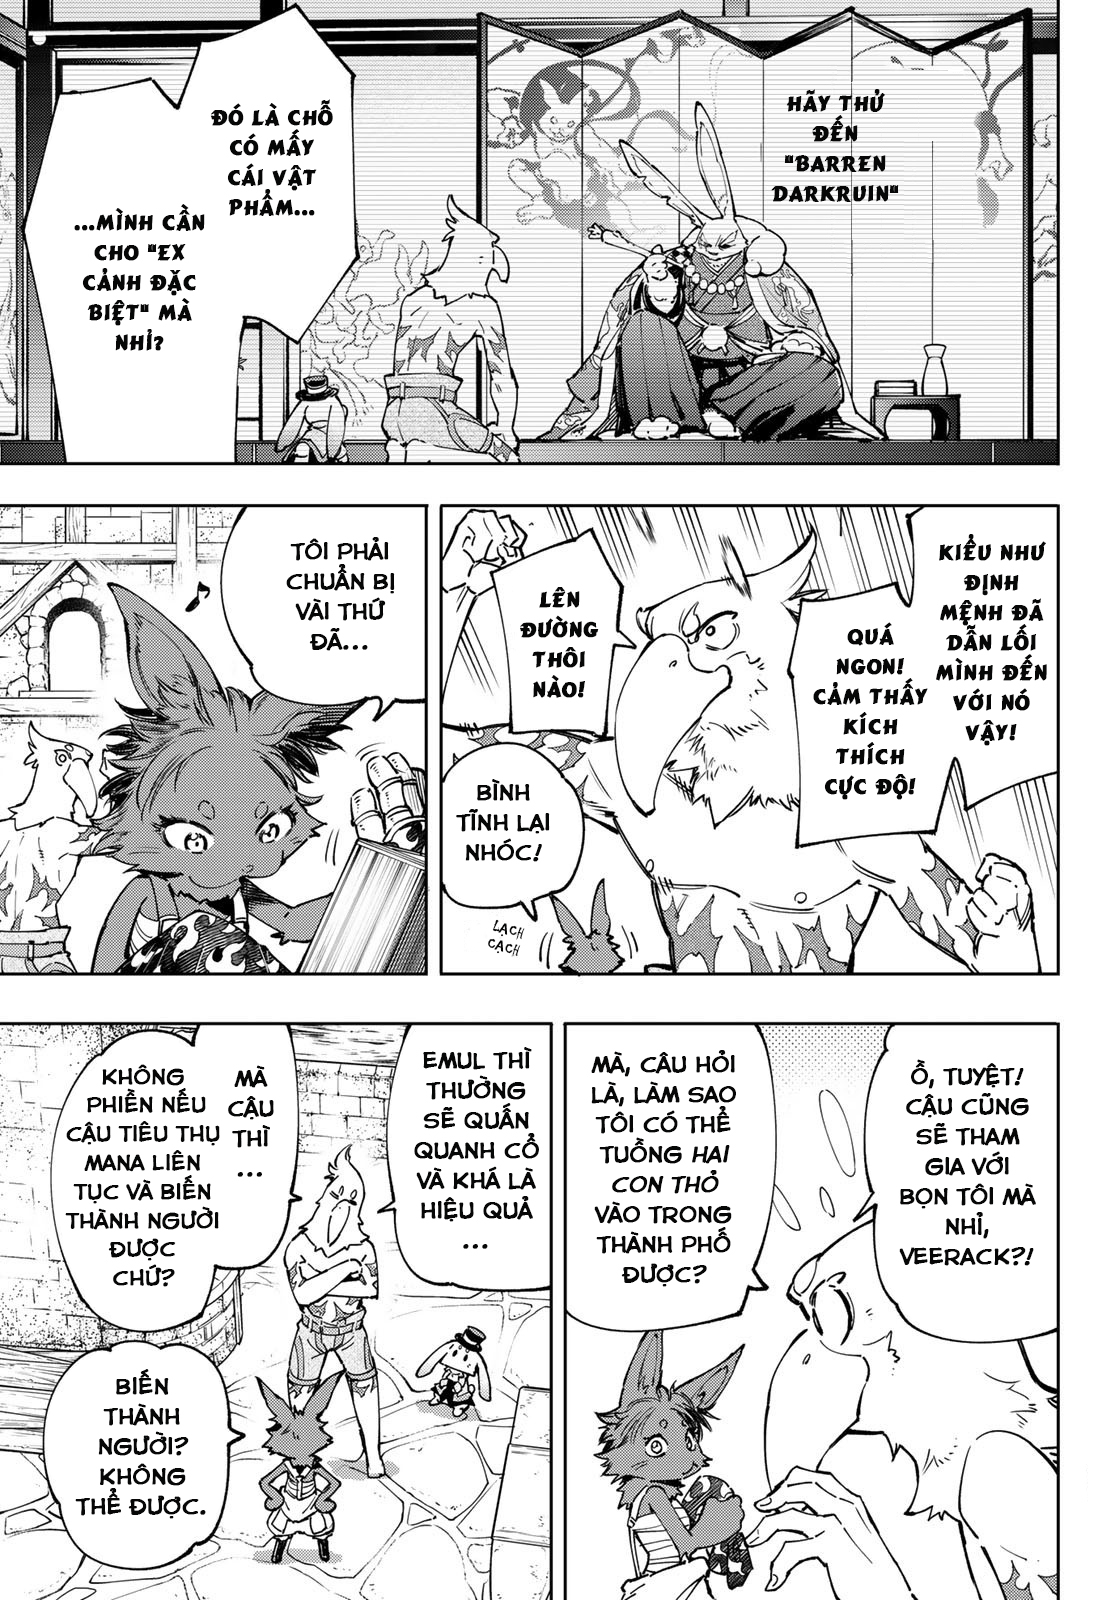 HÃY THỬ
ĐẾN
"BARREN
DARKRUIN"
ĐÓ LÀ CHỖ
CÓ MẤY
CÁI VẬT
PHẨM...
...MÌNH CẦN
CHO "EX
CẢNH ĐẶC
BIỆT" MÀ
NHỈ?
KIỂU NHƯ
ĐỊNH
MỆNH ĐÃ
DẪN LỐI
MÌNH ĐẾN
VỚI NÓ
VẬY!
QUÁ
NGON!
CẢM THẤY
KÍCH
THÍCH
CỰC ĐỘ!
LÊN
ĐƯỜNG
THÔI
NÀO!
BÌNH
TĨNH LẠI
NHÓC!
LẠCH
CẠCH
TÔI PHẢI
CHUẨN BỊ
VÀI THỨ
ĐÃ...
Ồ, TUYỆT!
CẬU CŨNG
SẼ THAM
GIA VỚI
BỌN TÔI MÀ
NHỈ,
VEERACK?!
MÀ, CÂU HỎI
LÀ, LÀM SAO
TÔI CÓ THỂ
TUỒNG HAI
CON THỎ
VÀO TRONG
THÀNH PHỐ
ĐƯỢC?
EMUL THÌ
THƯỜNG
SẼ QUẤN
QUANH CỔ
VÀ KHÁ LÀ
HIỆU QUẢ
...
MÀ
CẬU
THÌ
...
KHÔNG
PHIỀN NẾU
CẬU TIÊU THỤ
MANA LIÊN
TỤC VÀ BIẾN
THÀNH NGƯỜI
ĐƯỢC
CHỨ?
BIẾN
THÀNH
NGƯỜI?
KHÔNG
THỂ ĐƯỢC.